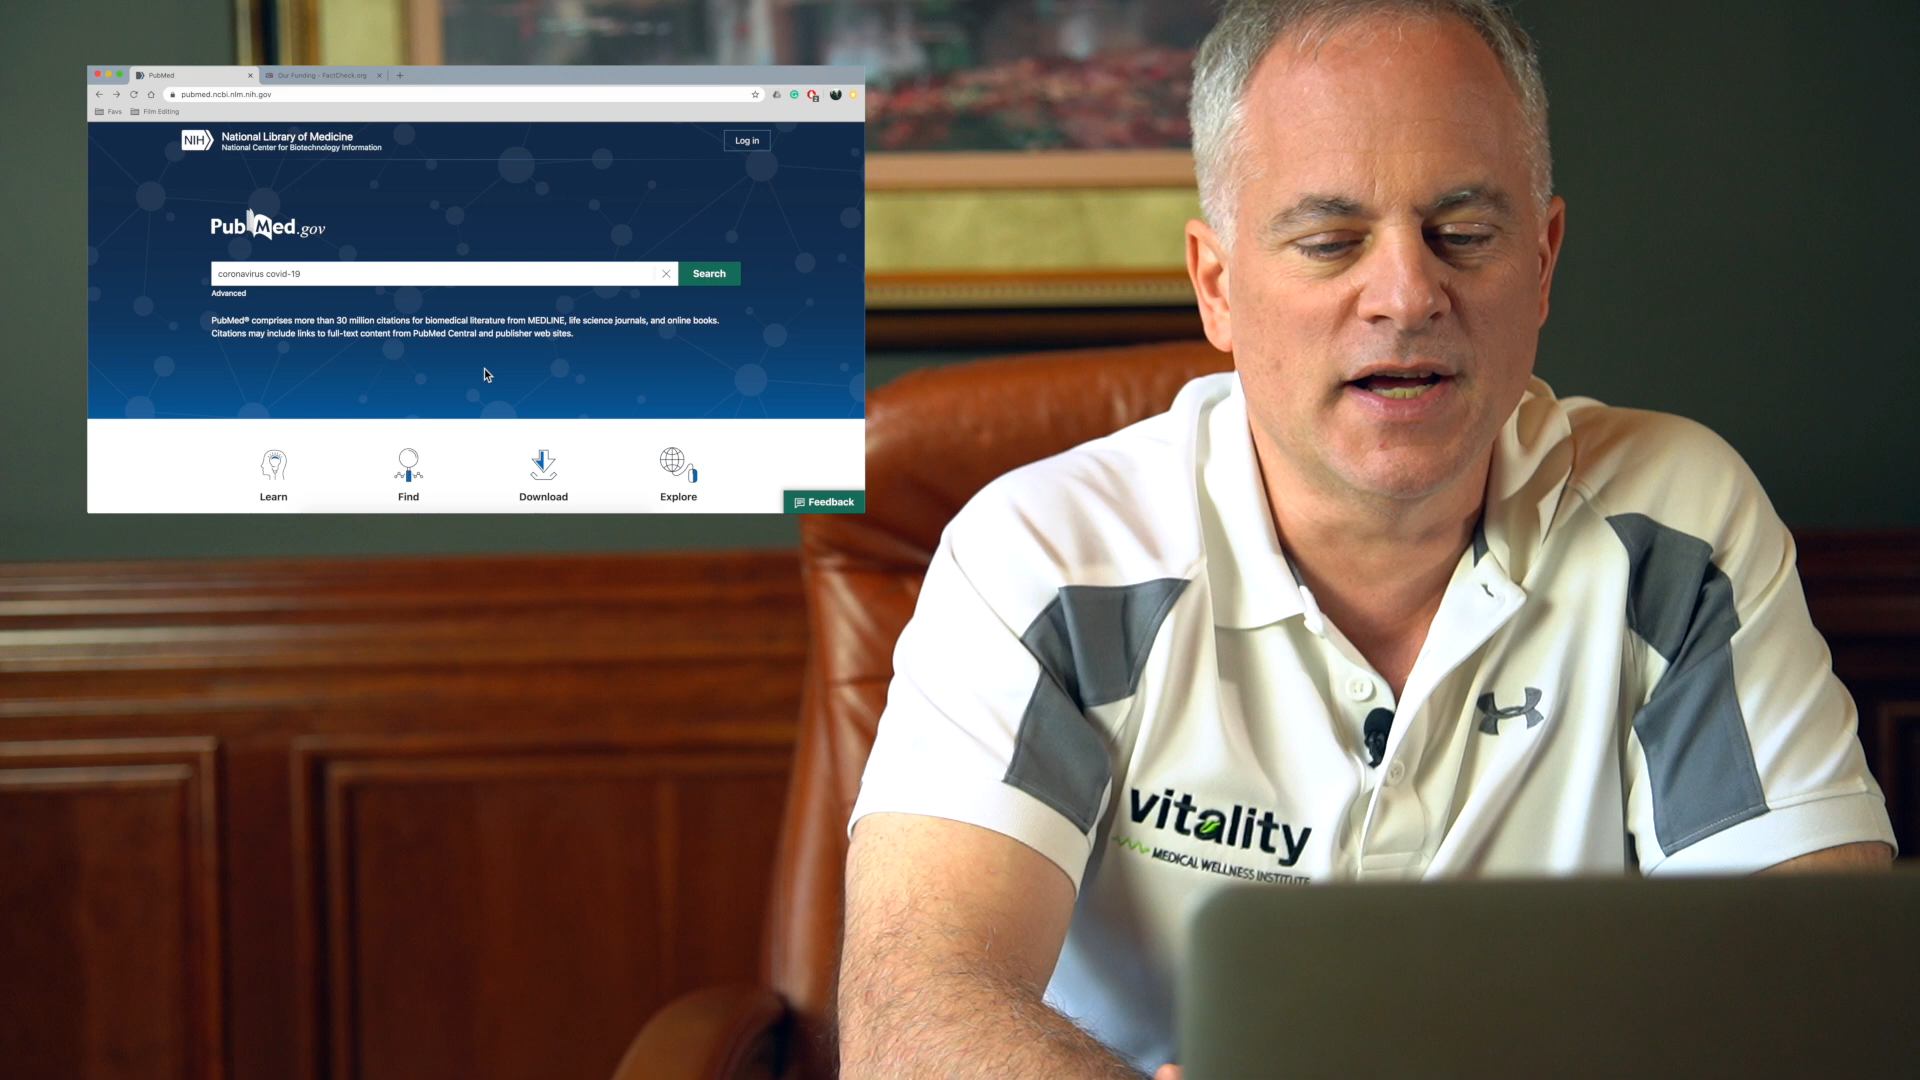 PubMed
Our Funding - FactCheck.org
pubmed.ncbi.nlm.nih.gov
Favs
Film Editing
NIH
National Library of Medicine
National Center for Biotechnology Information
Log in
PubMed.gov
coronavirus covid-19
Search
Advanced
PubMed® comprises more than 30 million citations for biomedical literature from MEDLINE, life science journals, and online books.
Citations may include links to full-text content from PubMed Central and publisher web sites.
Learn
Find
Download
Explore
Feedback
vitality
MEDICAL WELLNESS INSTITUTE